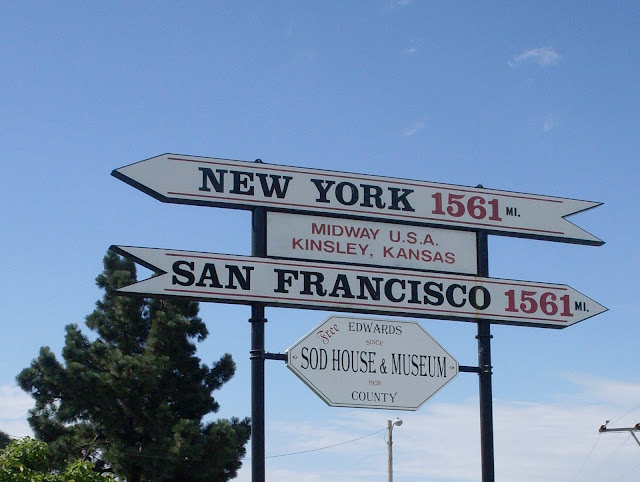 NEW YORK 1561 MI.
MIDWAY U.S.A.
KINSLEY, KANSAS
SAN FRANCISCO 1561 MI.
Free EDWARDS
SINCE
SOD HOUSE & MUSEUM
1958
COUNTY